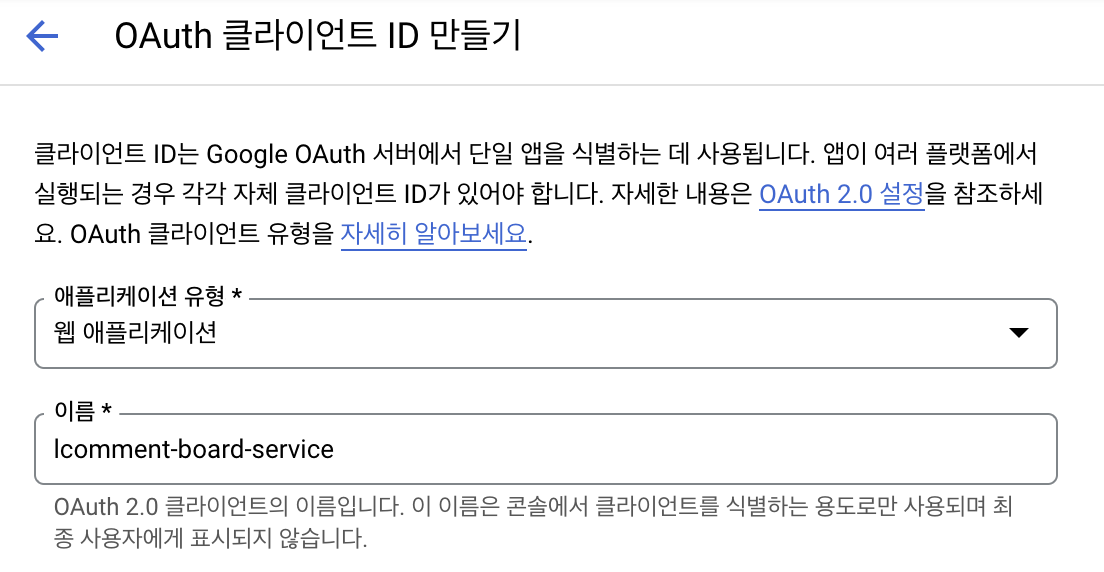 OAuth 클라이언트 ID 만들기
클라이언트 ID는 Google OAuth 서버에서 단일 앱을 식별하는 데 사용됩니다. 앱이 여러 플랫폼에서
실행되는 경우 각각 자체 클라이언트 ID가 있어야 합니다. 자세한 내용은 OAuth 2.0 설정을 참조하세
요. OAuth 클라이언트 유형을 자세히 알아보세요.
애플리케이션 유형 *
웹 애플리케이션
이름 *
lcomment-board-service
OAuth 2.0 클라이언트의 이름입니다. 이 이름은 콘솔에서 클라이언트를 식별하는 용도로만 사용되며 최
종 사용자에게 표시되지 않습니다.